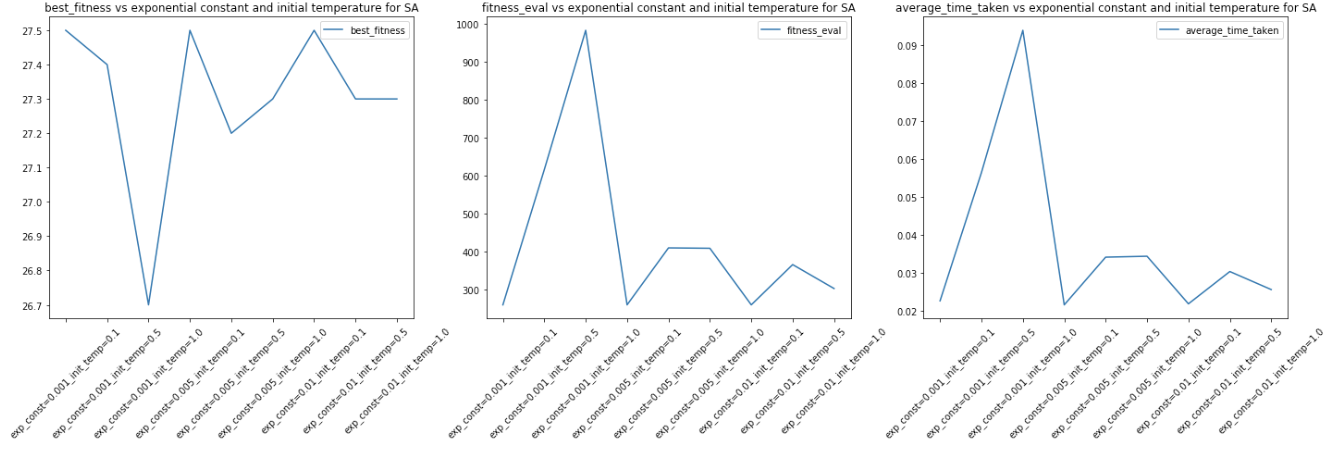 best_fitness vs exponential constant and initial temperature for SA
best_fitness
27.5
27.4
27.3
27.2
27.1
27.0
26.9
26.8
26.7
exp_const=0.001_init_temp=0.1
exp_const=0.001_init_temp=0.5
exp_const=0.001_init_temp=1.0
exp_const=0.005_init_temp=0.1
exp_const=0.005_init_temp=0.5
exp_const=0.005_init_temp=1.0
exp_const=0.01_init_temp=0.1
exp_const=0.01_init_temp=0.5
exp_const=0.01_init_temp=1.0
fitness_eval vs exponential constant and initial temperature for SA
fitness_eval
1000
900
800
700
600
500
400
300
exp_const=0.001_init_temp=0.1
exp_const=0.001_init_temp=0.5
exp_const=0.001_init_temp=1.0
exp_const=0.005_init_temp=0.1
exp_const=0.005_init_temp=0.5
exp_const=0.005_init_temp=1.0
exp_const=0.01_init_temp=0.1
exp_const=0.01_init_temp=0.5
exp_const=0.01_init_temp=1.0
average_time_taken vs exponential constant and initial temperature for SA
average_time_taken
0.09
0.08
0.07
0.06
0.05
0.04
0.03
0.02
exp_const=0.001_init_temp=0.1
exp_const=0.001_init_temp=0.5
exp_const=0.001_init_temp=1.0
exp_const=0.005_init_temp=0.1
exp_const=0.005_init_temp=0.5
exp_const=0.005_init_temp=1.0
exp_const=0.01_init_temp=0.1
exp_const=0.01_init_temp=0.5
exp_const=0.01_init_temp=1.0